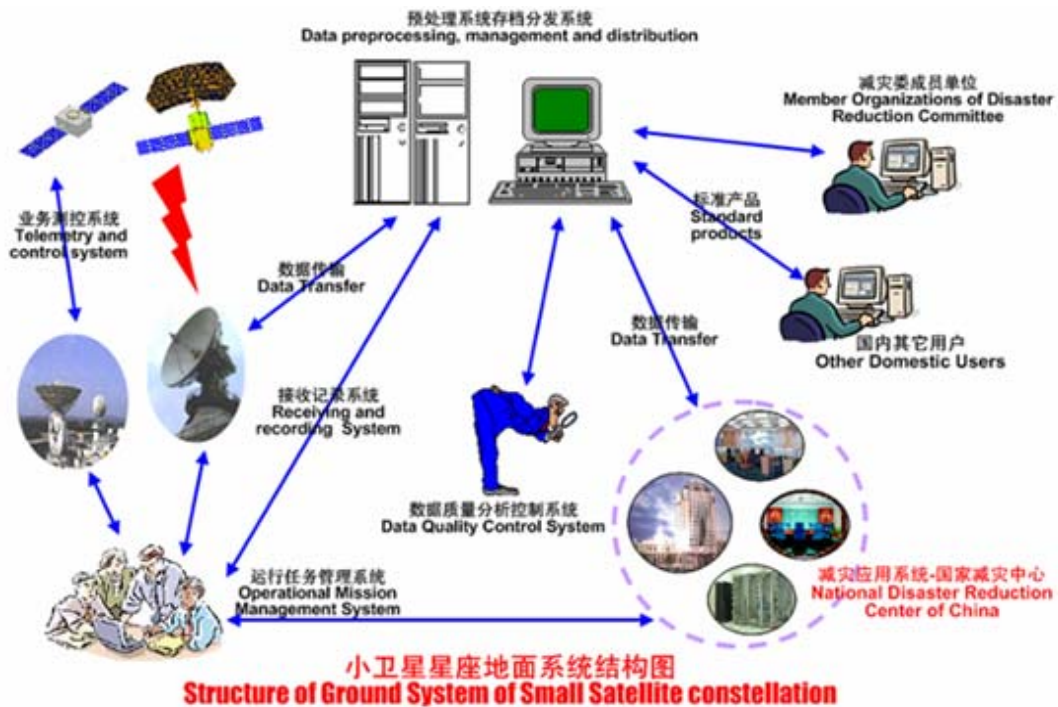 预处理系统存档分发系统
Data preprocessing, management and distribution
减灾委成员单位
Member Organizations of Disaster
Reduction Committee
业务测控系统
Telemetry and
control system
标准产品
Standard
products
数据传输
Data Transfer
数据传输
Data Transfer
国内其它用户
Other Domestic Users
接收记录系统
Receiving and
recording System
数据质量分析控制系统
Data Quality Control System
运行任务管理系统
Operational Mission
Management System
减灾应用系统-国家减灾中心
National Disaster Reduction
Center of China
小卫星星座地面系统结构图
Structure of Ground System of Small Satellite constellation